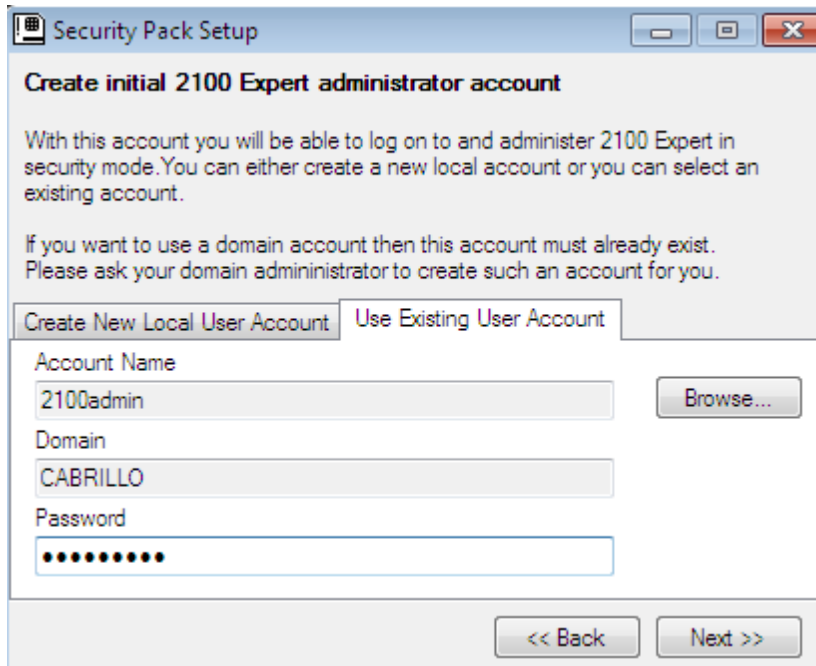 Security Pack Setup
Create initial 2100 Expert administrator account
With this account you will be able to log on to and administer 2100 Expert in
security mode.You can either create a new local account or you can select an
existing account.
If you want to use a domain account then this account must already exist.
Please ask your domain admininistrator to create such an account for you.
Create New Local User Account Use Existing User Account
Account Name
2100admin Browse...
Domain
CABRILLO
Password
•••••••••
<< Back Next >>